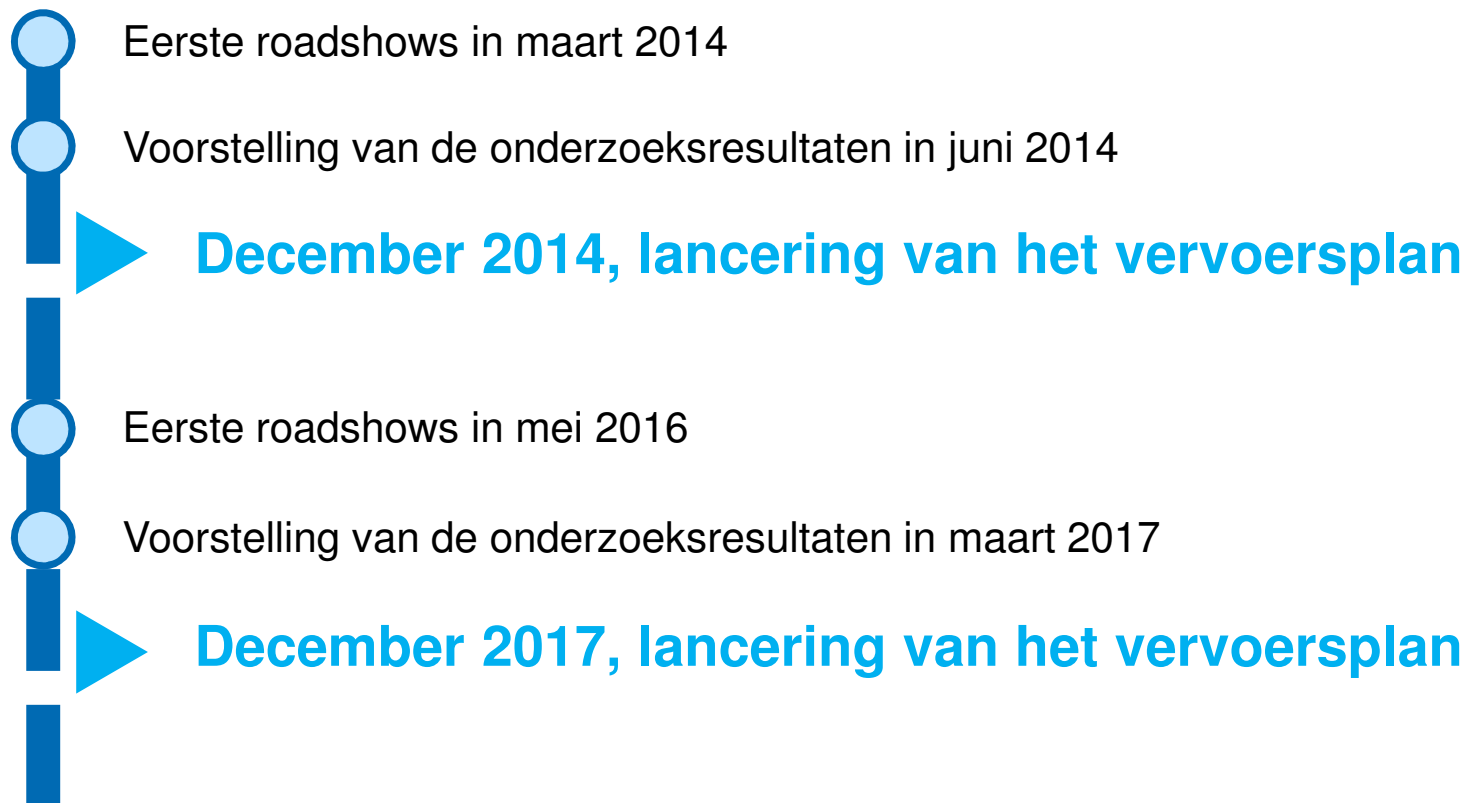 Eerste roadshows in maart 2014
Voorstelling van de onderzoeksresultaten in juni 2014
December 2014, lancering van het vervoersplan
Eerste roadshows in mei 2016
Voorstelling van de onderzoeksresultaten in maart 2017
December 2017, lancering van het vervoersplan